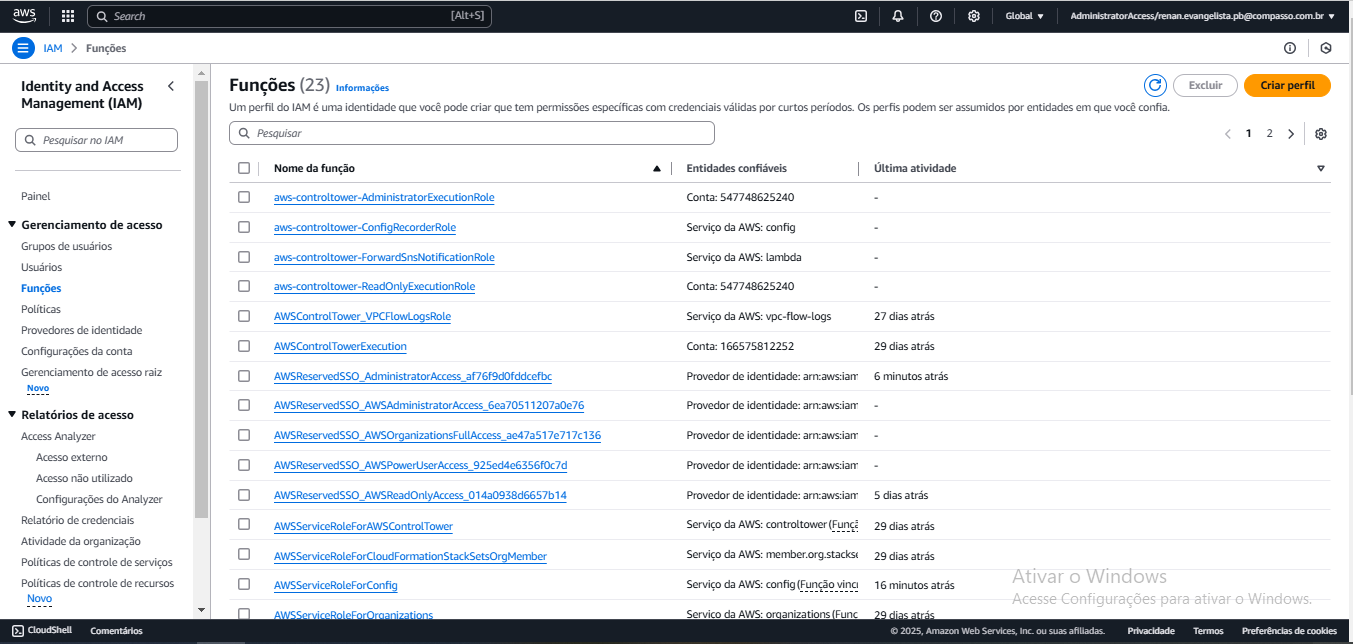 aws
Search
[Alt+S]
Global
AdministratorAccess/renan.evangelista.pb@compasso.com.br
IAM > Funções
Identity and Access
Management (IAM)
Pesquisar no IAM
Painel
Gerenciamento de acesso
Grupos de usuários
Usuários
Funções
Políticas
Provedores de identidade
Configurações da conta
Gerenciamento de acesso raiz
Novo
Relatórios de acesso
Access Analyzer
Acesso externo
Acesso não utilizado
Configurações do Analyzer
Relatório de credenciais
Atividade da organização
Políticas de controle de serviços
Políticas de controle de recursos
Novo
Funções (23) Informações
Excluir
Criar perfil
Um perfil do IAM é uma identidade que você pode criar que tem permissões específicas com credenciais válidas por curtos períodos. Os perfis podem ser assumidos por entidades em que você confia.
Pesquisar
1 2
Nome da função Entidades confiáveis Última atividade
aws-controltower-AdministratorExecutionRole Conta: 547748625240 -
aws-controltower-ConfigRecorderRole Serviço da AWS: config -
aws-controltower-ForwardSnsNotificationRole Serviço da AWS: lambda -
aws-controltower-ReadOnlyExecutionRole Conta: 547748625240 -
AWSControlTower_VPCFlowLogsRole Serviço da AWS: vpc-flow-logs 27 dias atrás
AWSControlTowerExecution Conta: 166575812252 29 dias atrás
AWSReservedSSO_AdministratorAccess_af76f9d0fddcefbc Provedor de identidade: arn:aws:iam 6 minutos atrás
AWSReservedSSO_AWSAdministratorAccess_6ea70511207a0e76 Provedor de identidade: arn:aws:iam -
AWSReservedSSO_AWSOrganizationsFullAccess_ae47a517e717c136 Provedor de identidade: arn:aws:iam -
AWSReservedSSO_AWSPowerUserAccess_925ed4e6356f0c7d Provedor de identidade: arn:aws:iam -
AWSReservedSSO_AWSReadOnlyAccess_014a0938d6657b14 Provedor de identidade: arn:aws:iam 5 dias atrás
AWSServiceRoleForAWSControlTower Serviço da AWS: controltower (Funçã 29 dias atrás
AWSServiceRoleForCloudFormationStackSetsOrgMember Serviço da AWS: member.org.stackse 29 dias atrás
AWSServiceRoleForConfig Serviço da AWS: config (Função vincu 16 minutos atrás
AWSServiceRoleForOrganizations Serviço da AWS: organizations (Func 29 dias atrás
Ativar o Windows
Acesse Configurações para ativar o Windows.
CloudShell Comentários © 2025, Amazon Web Services, Inc. ou suas afiliadas. Privacidade Termos Preferências de cookies